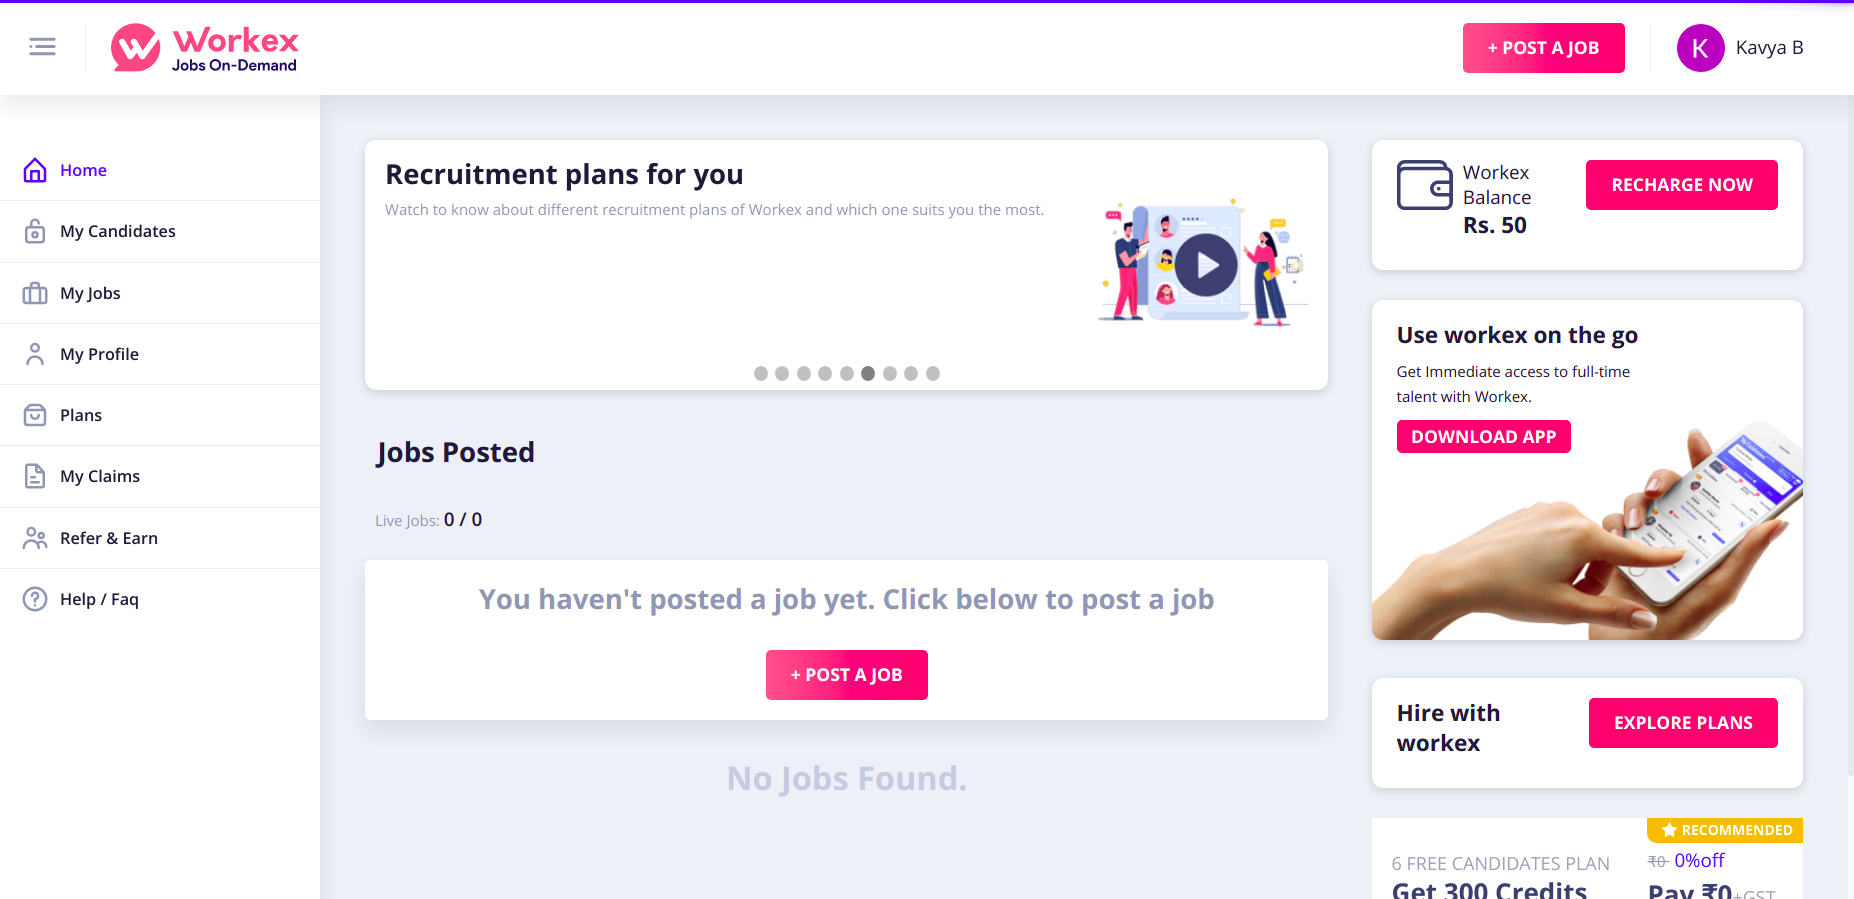 Workex
Jobs On-Demand
+ POST A JOB
K
Kavya B
Home
My Candidates
My Jobs
My Profile
Plans
My Claims
Refer & Earn
Help / Faq
Recruitment plans for you
Watch to know about different recruitment plans of Workex and which one suits you the most.
Jobs Posted
Live Jobs: 0 / 0
You haven't posted a job yet. Click below to post a job
+ POST A JOB
No Jobs Found.
Workex
Balance
Rs. 50
RECHARGE NOW
Use workex on the go
Get Immediate access to full-time
talent with Workex.
DOWNLOAD APP
Hire with
workex
EXPLORE PLANS
RECOMMENDED
6 FREE CANDIDATES PLAN
₹0 0%off
Get 300 Credits
Pay ₹0+GST